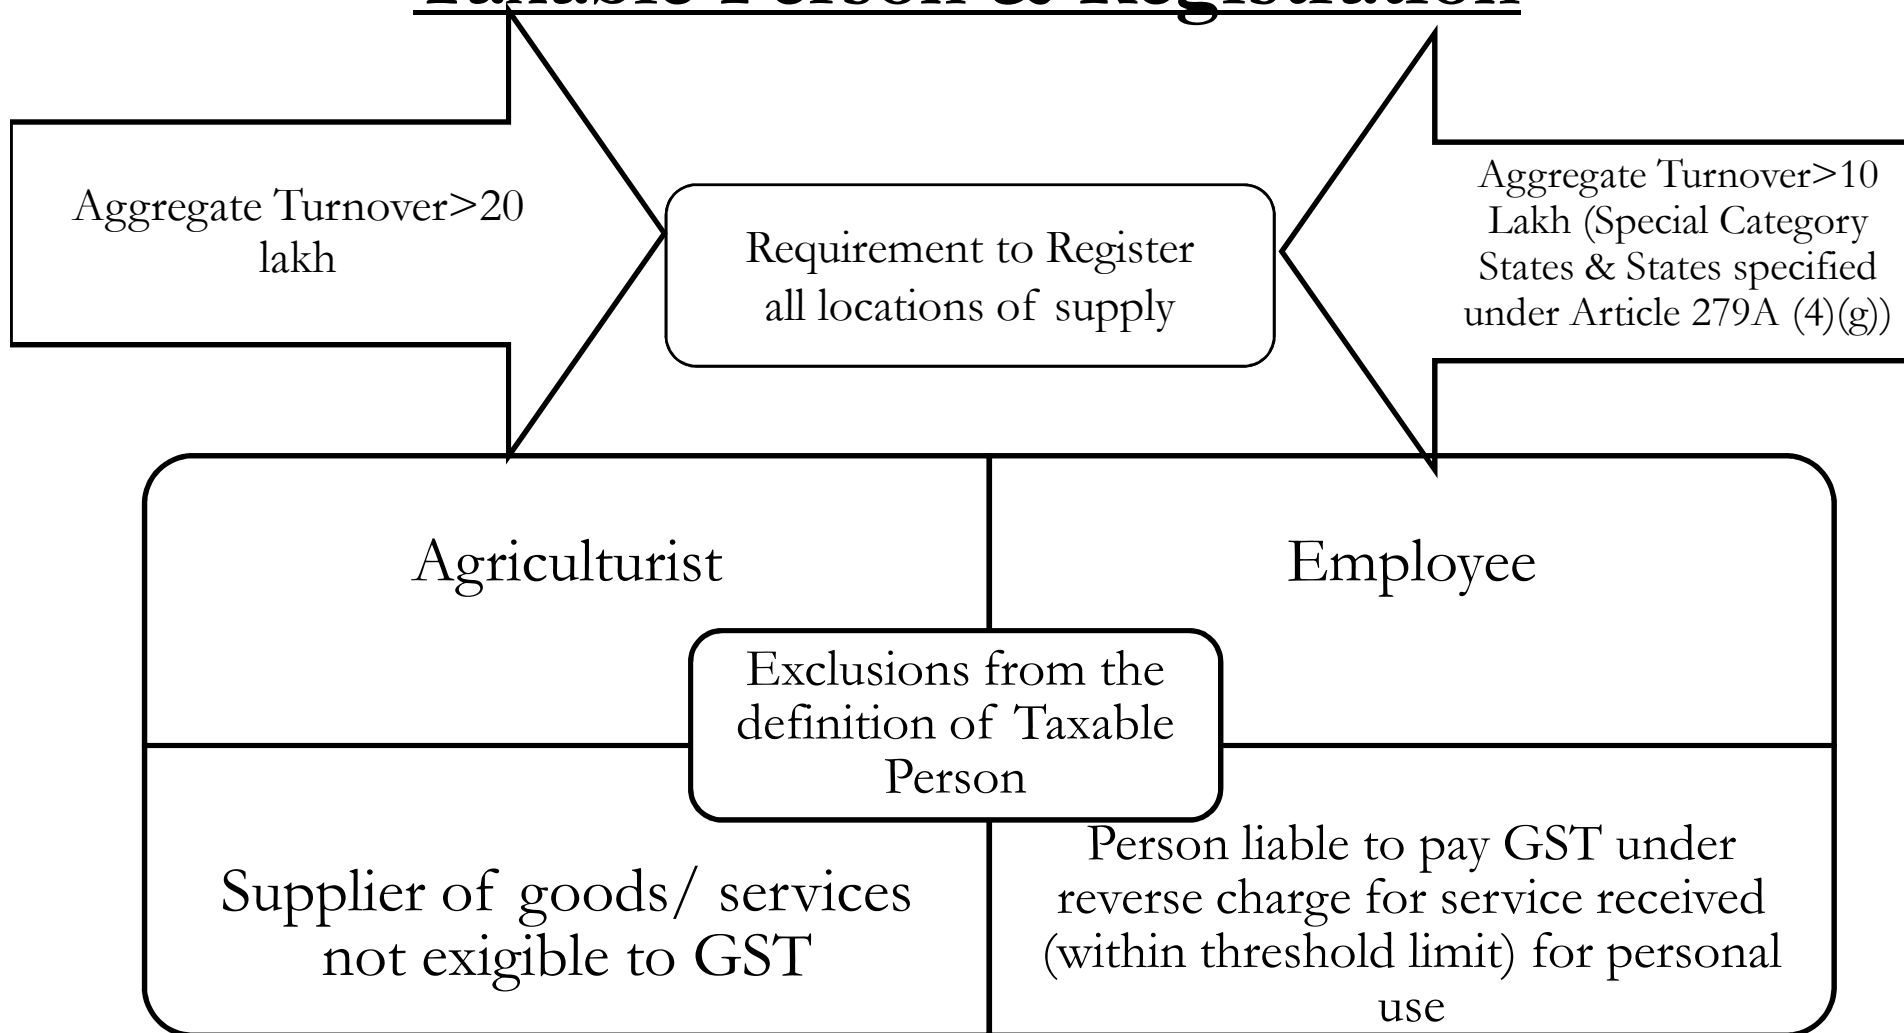 Taxable Person & Registration
Aggregate Turnover>20
lakh
Requirement to Register
all locations of supply
Aggregate Turnover>10
Lakh (Special Category
States & States specified
under Article 279A (4)(g))
Agriculturist
Employee
Exclusions from the
definition of Taxable
Person
Supplier of goods/ services
not exigible to GST
Person liable to pay GST under
reverse charge for service received
(within threshold limit) for personal
use